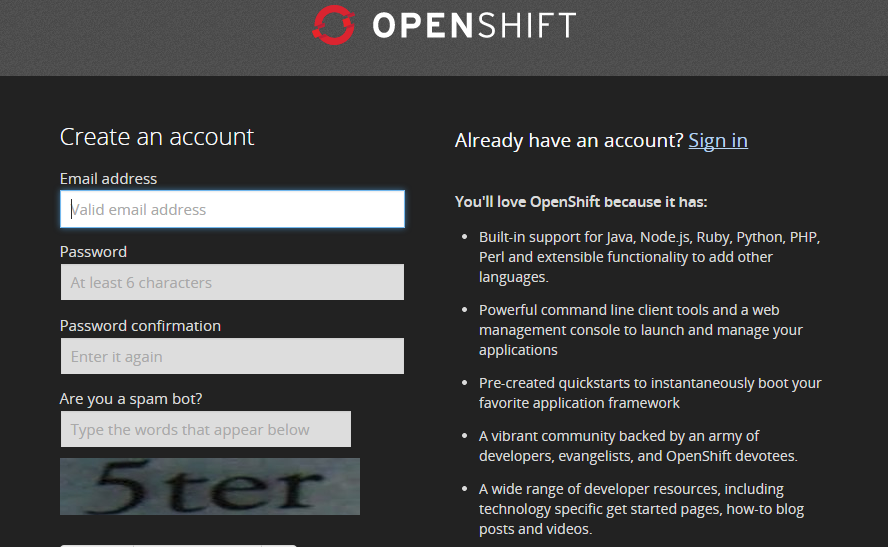 OPENSHIFT
Create an account
Email address
Valid email address
Password
At least 6 characters
Password confirmation
Enter it again
Are you a spam bot?
Type the words that appear below
5ter
Already have an account? Sign in
You'll love OpenShift because it has:
Built-in support for Java, Node.js, Ruby, Python, PHP,
Perl and extensible functionality to add other
languages.
Powerful command line client tools and a web
management console to launch and manage your
applications
Pre-created quickstarts to instantaneously boot your
favorite application framework
A vibrant community backed by an army of
developers, evangelists, and OpenShift devotees.
A wide range of developer resources, including
technology specific get started pages, how-to blog
posts and videos.